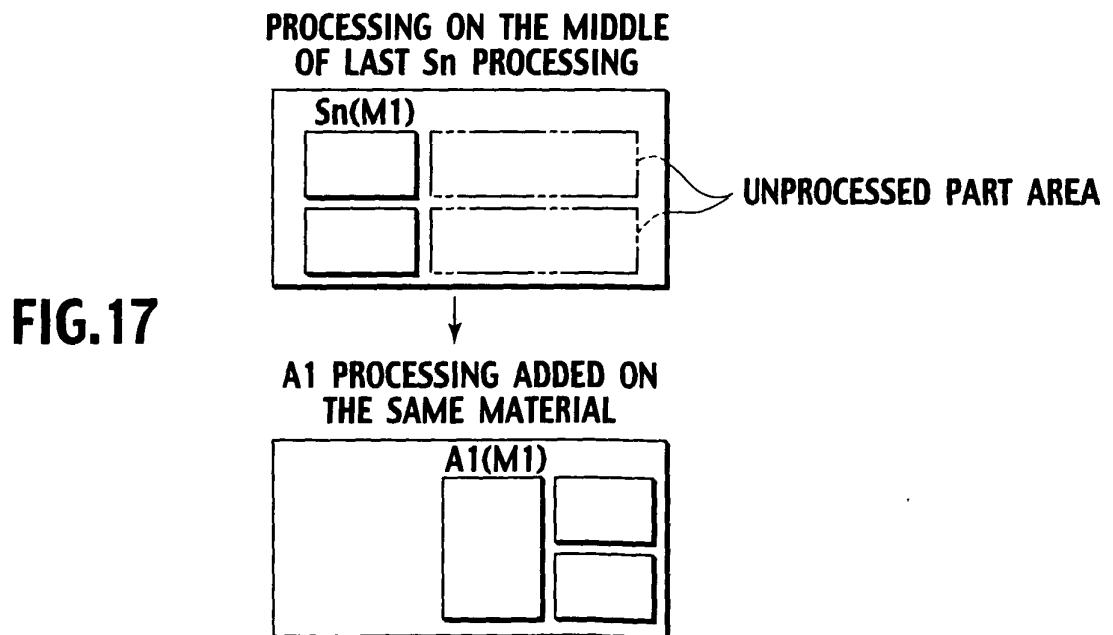 PROCESSING ON THE MIDDLE
OF LAST Sn PROCESSING
Sn(M1)
UNPROCESSED PART AREA
FIG.17
A1 PROCESSING ADDED ON
THE SAME MATERIAL
A1(M1)